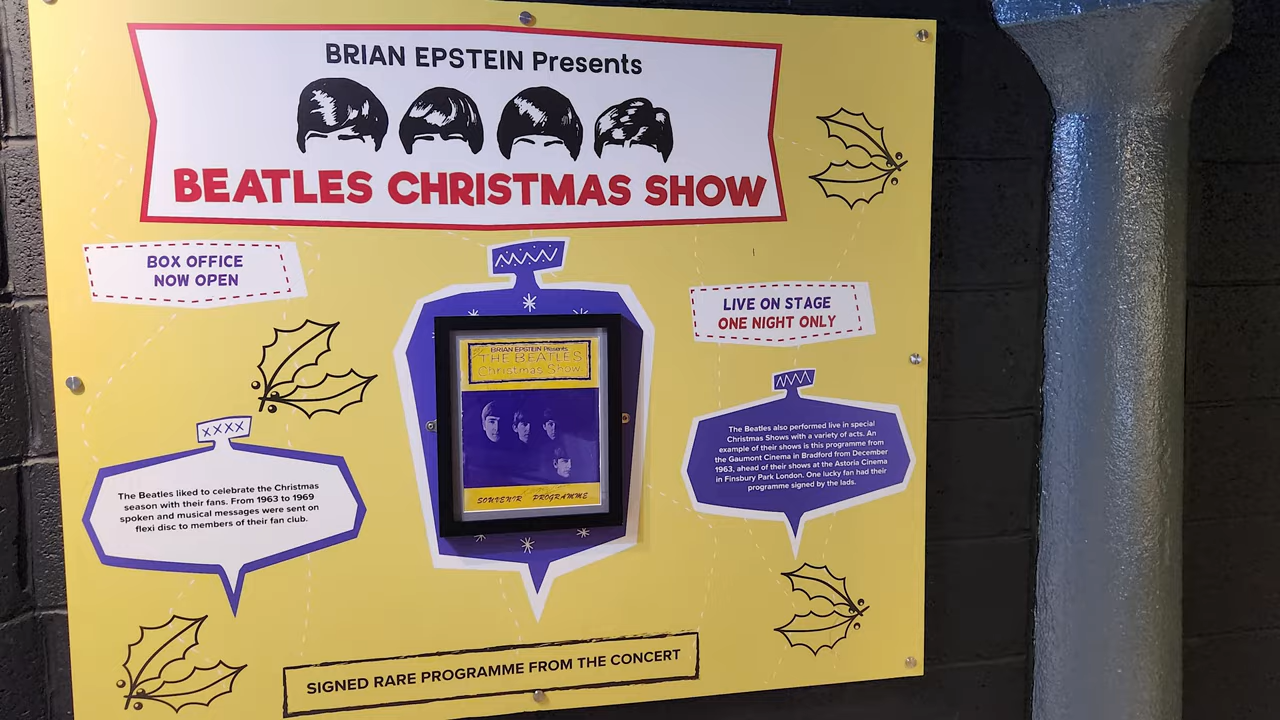 BRIAN EPSTEIN Presents
BEATLES CHRISTMAS SHOW
BOX OFFICE
NOW OPEN
LIVE ON STAGE
ONE NIGHT ONLY
BRIAN EPSTEIN Presents
THE BEATLES
Christmas Show
SOUVENIR PROGRAMME
XXXX
The Beatles liked to celebrate the Christmas
season with their fans. From 1963 to 1969
spoken and musical messages were sent on
flexi disc to members of their fan club.
The Beatles also performed live in special
Christmas Shows with a variety of acts. An
example of their shows is this programme from
the Gaumont Cinema in Bradford from December
1963, ahead of their shows at the Astoria Cinema
in Finsbury Park London. One lucky fan had their
programme signed by the lads.
SIGNED RARE PROGRAMME FROM THE CONCERT